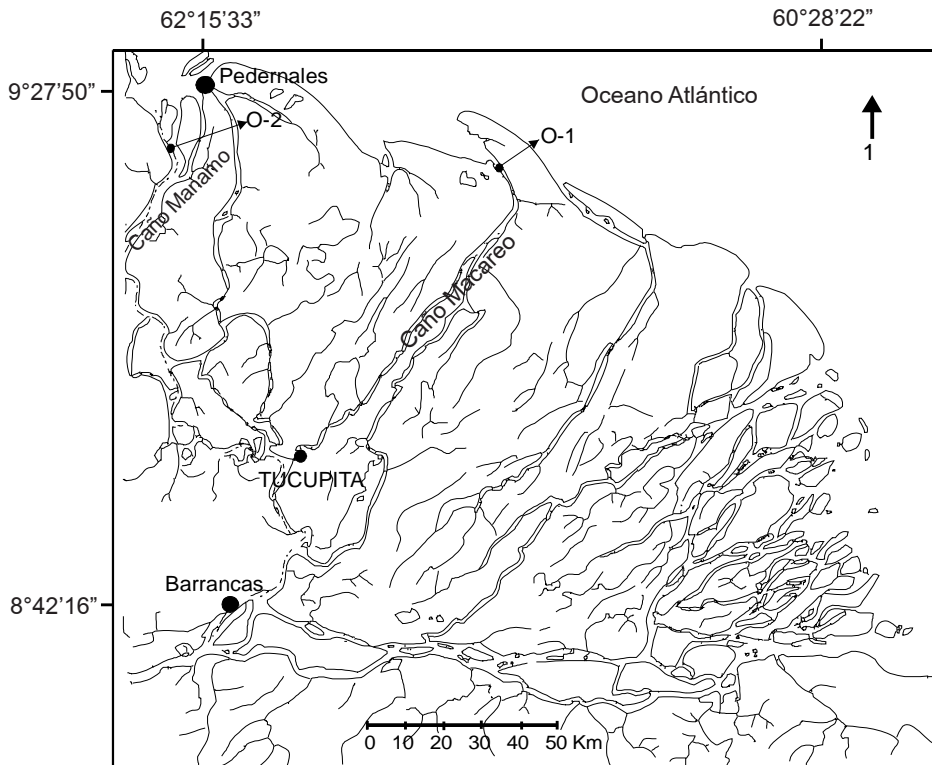 62°15'33”
60°28'22”
9°27'50”
Pedernales
Oceano Atlántico
O-2
O-1
1
Caño Manamo
Caño Macareo
TUCUPITA
Barrancas
8°42'16”
0 10 20 30 40 50 Km